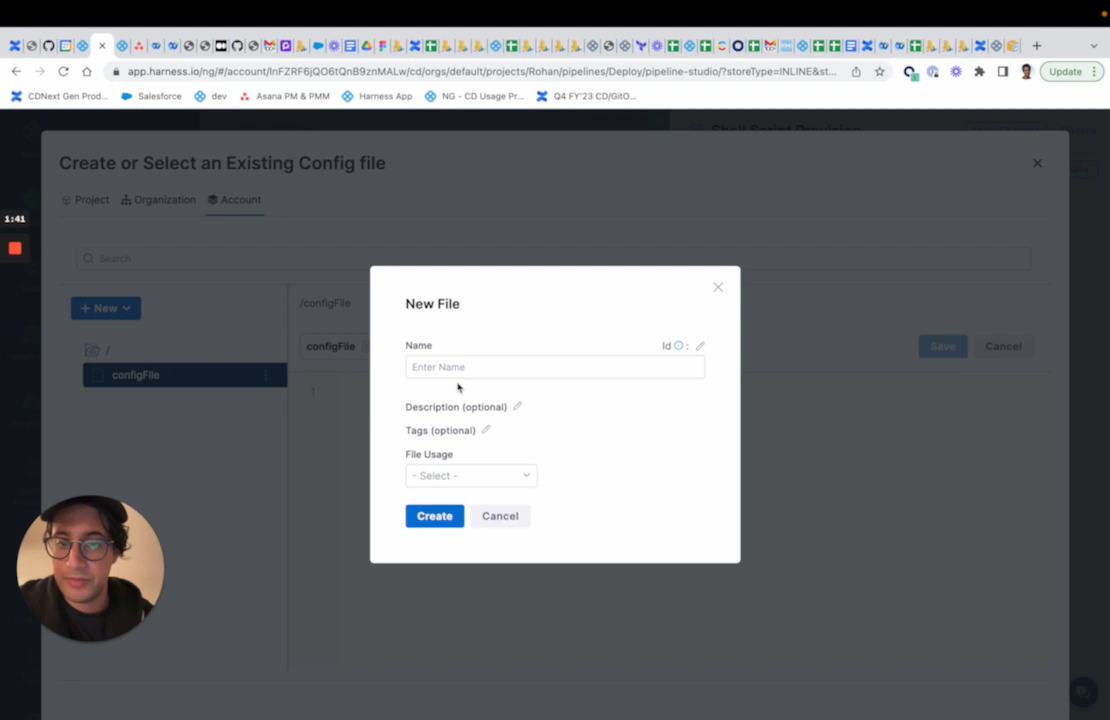 app.harness.io/ng/#/account/lnFZRF6jQO6tQnB9znMALw/cd/orgs/default/projects/Rohan/pipelines/Deploy/pipeline-studio/?storeType=INLINE&st...
Update
CDNext Gen Prod...
Salesforce
dev
Asana PM & PMM
Harness App
NG - CD Usage Pr...
Q4 FY'23 CD/GitO...
Shell Script Provision
Create or Select an Existing Config file
Project
Organization
Account
1:41
Search
+ New
/configFile
/
configFile
configFile
Save
Cancel
1
New File
Name
Id
:
Enter Name
Description (optional)
Tags (optional)
File Usage
- Select -
Create
Cancel